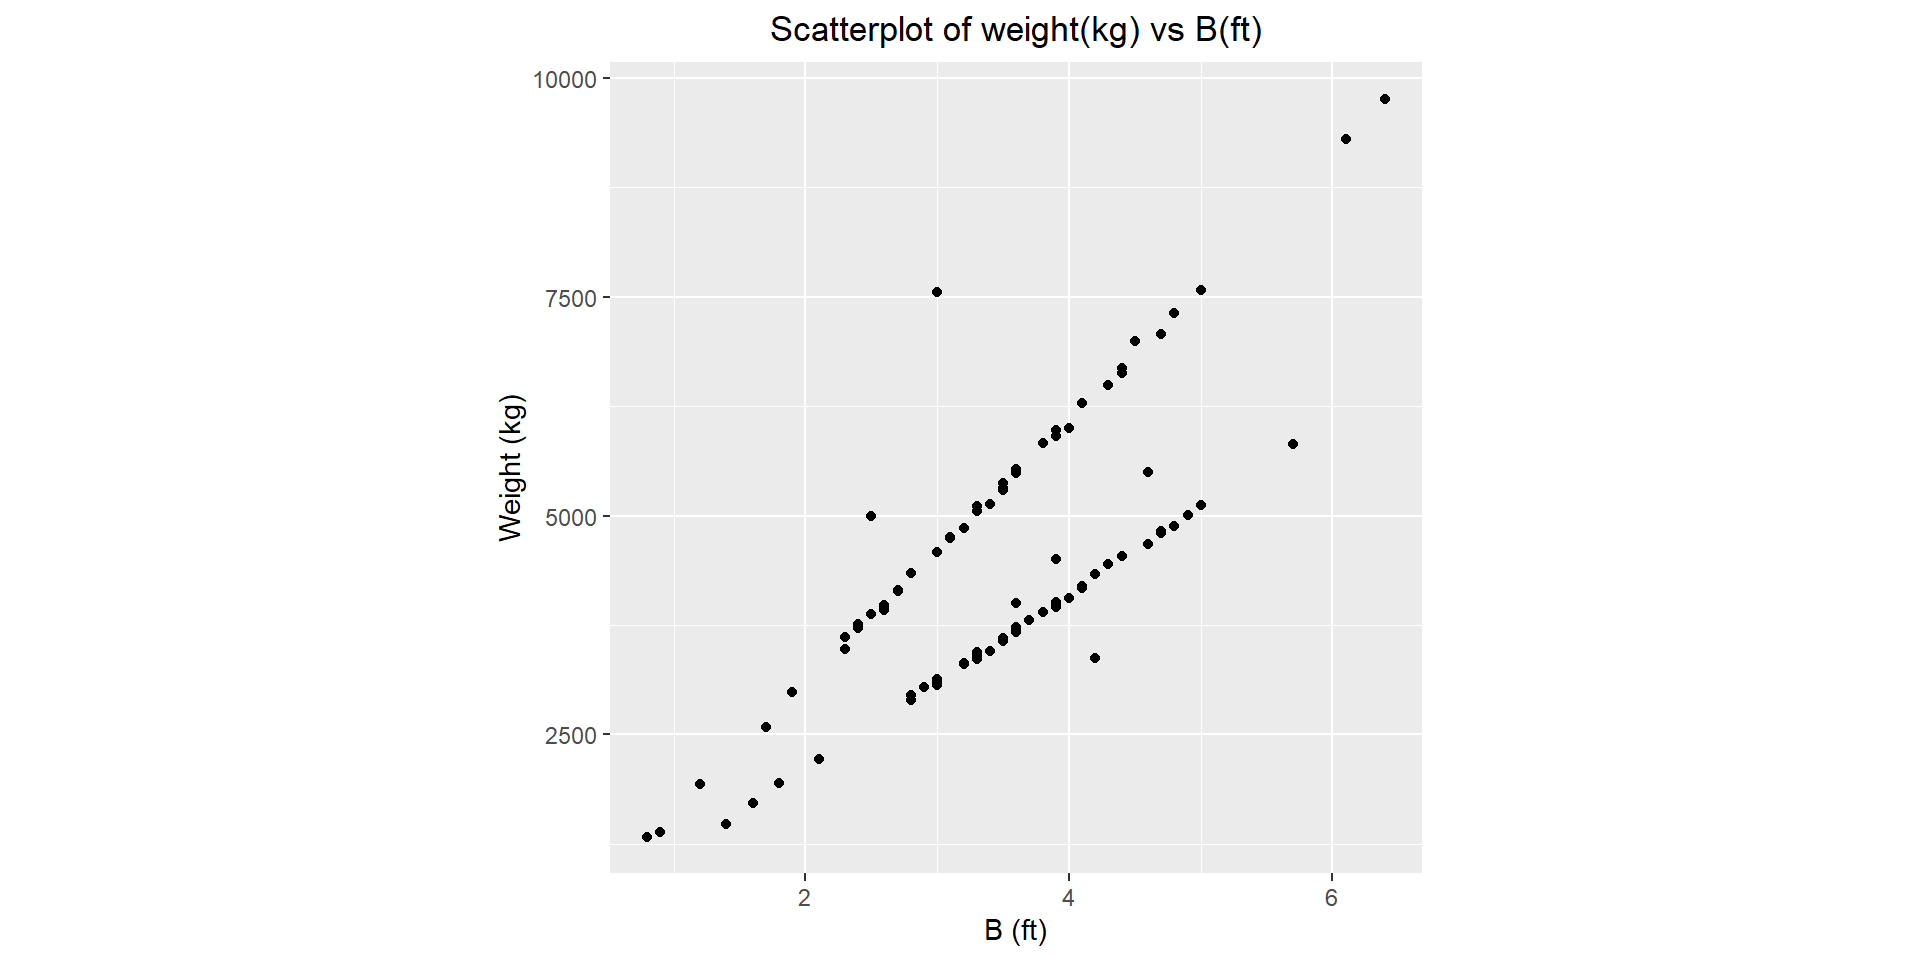 Scatterplot of weight(kg) vs B(ft)
10000
7500
5000
2500
Weight (kg)
2
4
6
B (ft)